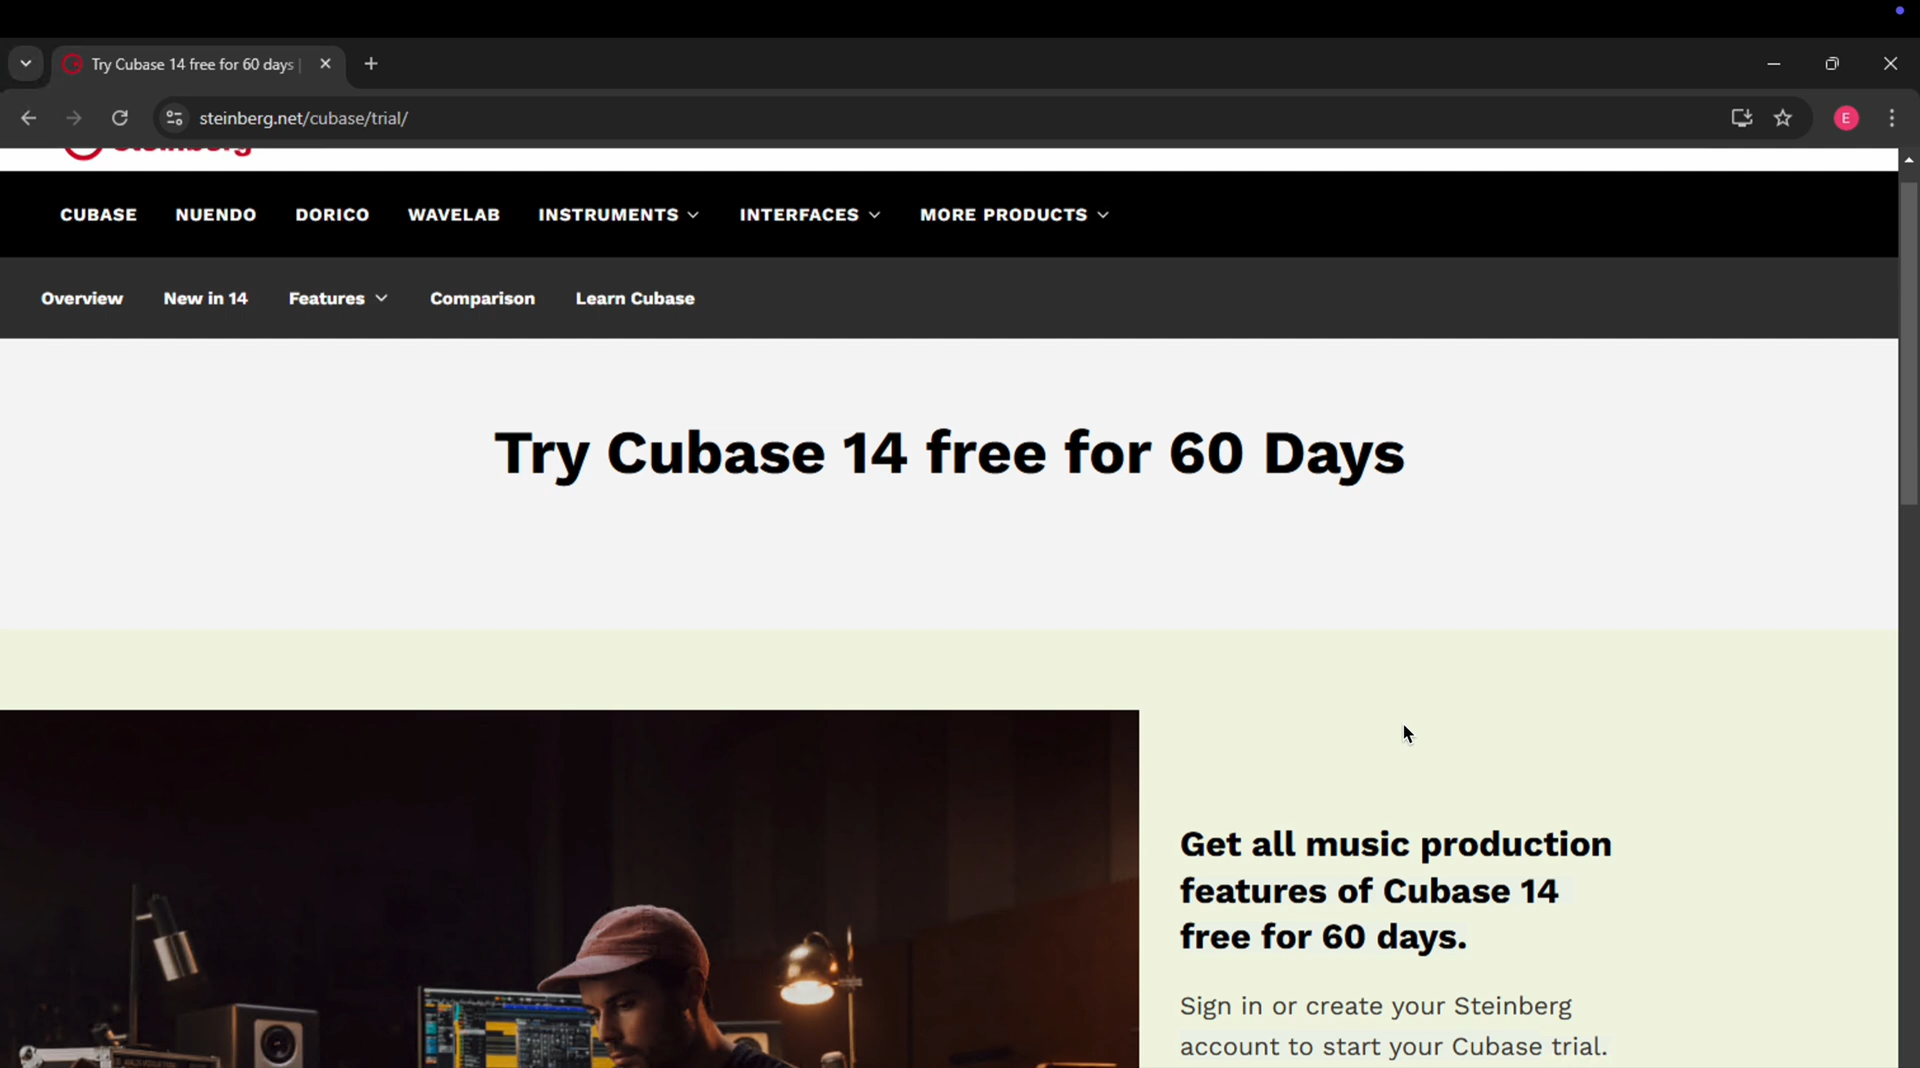 Try Cubase 14 free for 60 days |
steinberg.net/cubase/trial/
E
CUBASE NUENDO DORICO WAVELAB INSTRUMENTS INTERFACES MORE PRODUCTS
Overview New in 14 Features Comparison Learn Cubase
Try Cubase 14 free for 60 Days
Get all music production
features of Cubase 14
free for 60 days.
Sign in or create your Steinberg
account to start your Cubase trial.